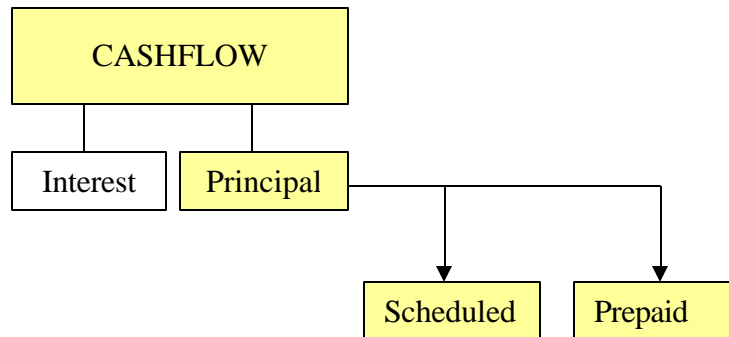 CASHFLOW
Interest
Principal
Scheduled
Prepaid